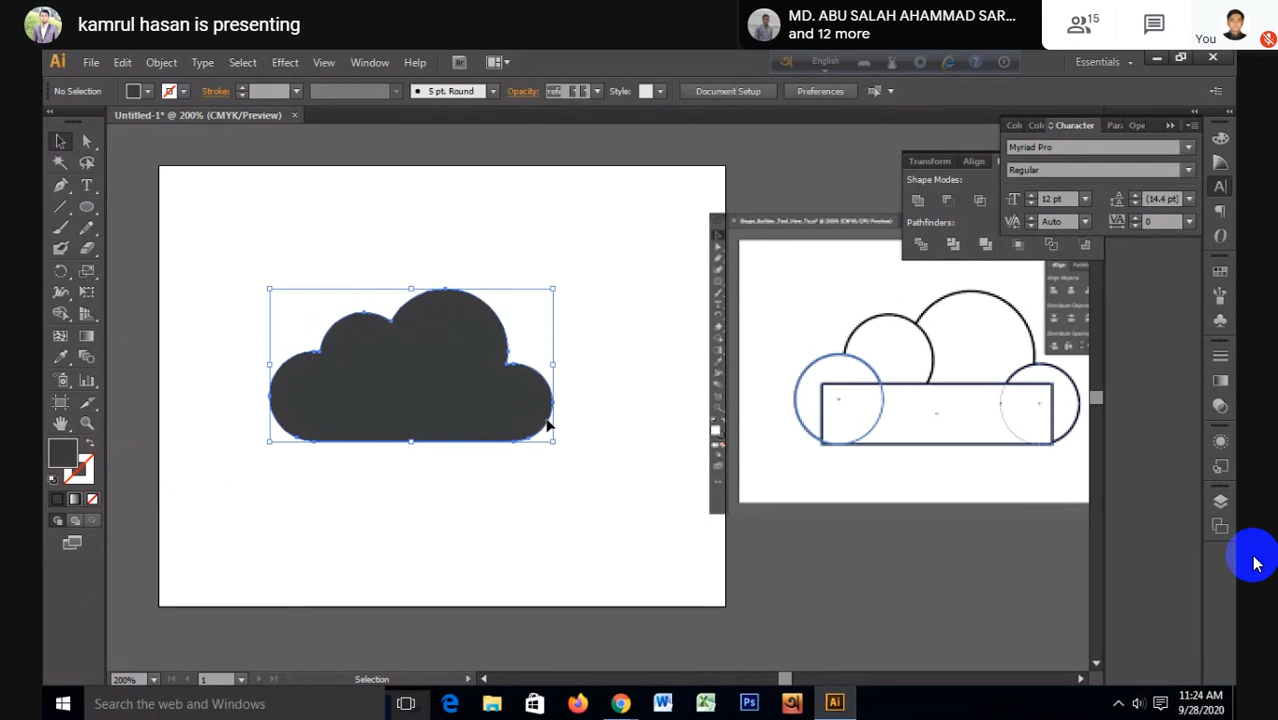 kamrul hasan is presenting
MD. ABU SALAH AHAMMAD SAR...
and 12 more
15
You
Ai
File Edit Object Type Select Effect View Window Help
Br
English
Essentials
No Selection
Stroke:
5 pt. Round
Opacity:
Style:
Document Setup
Preferences
Untitled-1* @ 200% (CMYK/Preview)
Character
Myriad Pro
Regular
12 pt
(14.4 pt)
Auto
0
Transform
Align
Shape Modes:
Pathfinders:
200%
1
Selection
Search the web and Windows
11:24 AM
9/28/2020